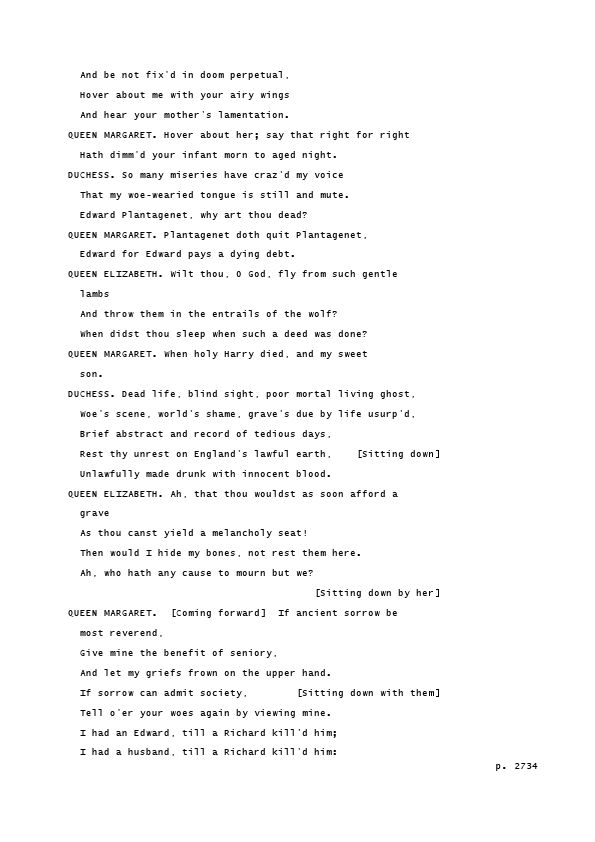 And be not fix'd in doom perpetual,
Hover about me with your airy wings
And hear your mother's lamentation.
QUEEN MARGARET. Hover about her; say that right for right
Hath dimm'd your infant morn to aged night.
DUCHESS. So many miseries have craz'd my voice
That my woe-wearied tongue is still and mute.
Edward Plantagenet, why art thou dead?
QUEEN MARGARET. Plantagenet doth quit Plantagenet,
Edward for Edward pays a dying debt.
QUEEN ELIZABETH. Wilt thou, O God, fly from such gentle
lambs
And throw them in the entrails of the wolf?
When didst thou sleep when such a deed was done?
QUEEN MARGARET. When holy Harry died, and my sweet
son.
DUCHESS. Dead life, blind sight, poor mortal living ghost,
Woe's scene, world's shame, grave's due by life usurp'd,
Brief abstract and record of tedious days,
Rest thy unrest on England's lawful earth,    [Sitting down]
Unlawfully made drunk with innocent blood.
QUEEN ELIZABETH. Ah, that thou wouldst as soon afford a
grave
As thou canst yield a melancholy seat!
Then would I hide my bones, not rest them here.
Ah, who hath any cause to mourn but we?
[Sitting down by her]
QUEEN MARGARET.  [Coming forward]  If ancient sorrow be
most reverend,
Give mine the benefit of seniory,
And let my griefs frown on the upper hand.
If sorrow can admit society,        [Sitting down with them]
Tell o'er your woes again by viewing mine.
I had an Edward, till a Richard kill'd him;
I had a husband, till a Richard kill'd him:
p. 2734